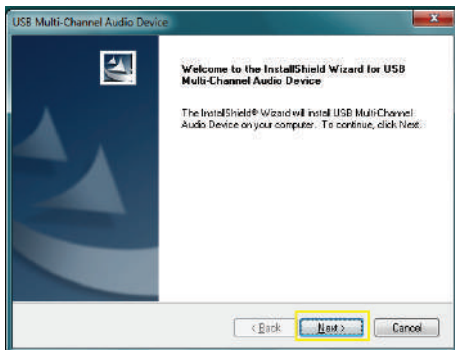 USB Multi-Channel Audio Device
Welcome to the InstallShield Wizard for USB
Multi-Channel Audio Device
The InstallShield® Wizard will install USB Multi-Channel
Audio Device on your computer. To continue, click Next.
< Back Next > Cancel